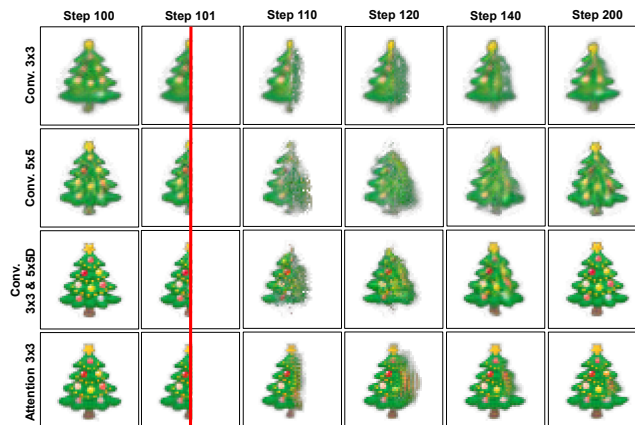 Step 100 Step 101 Step 110 Step 120 Step 140 Step 200
Conv. 3x3
Conv. 5x5
Conv.
3x3 & 5x5D
Attention 3x3